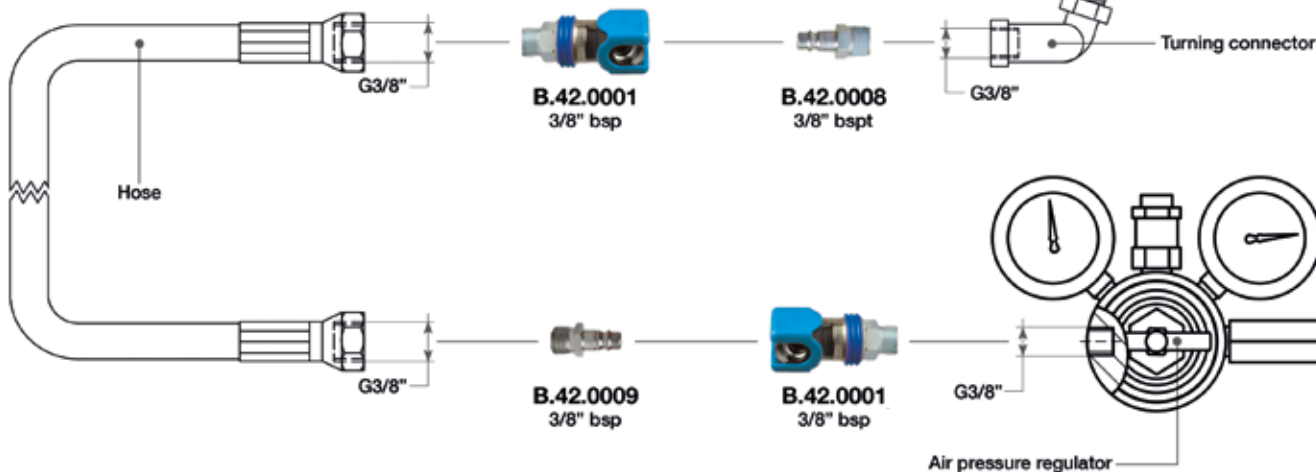 G3/8"
B.42.0001
3/8" bsp
B.42.0008
3/8" bspt
G3/8"
Turning connector
Hose
G3/8"
B.42.0009
3/8" bsp
B.42.0001
3/8" bsp
G3/8"
Air pressure regulator